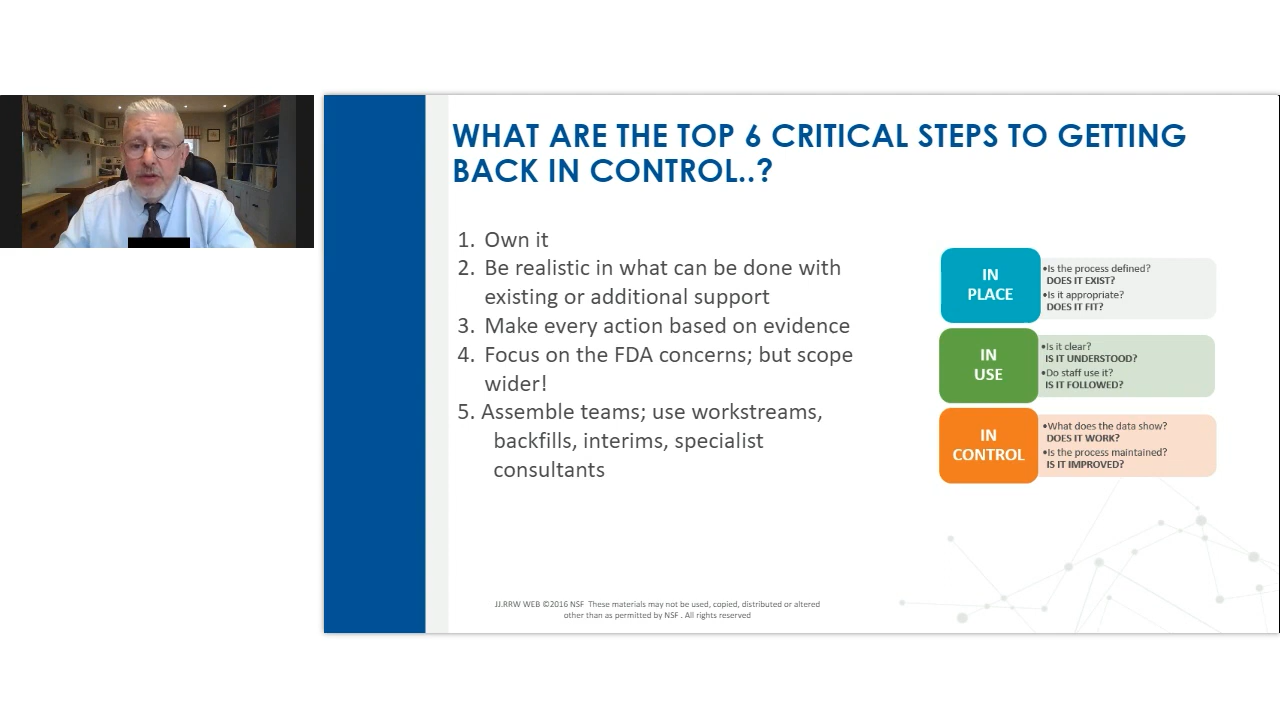 WHAT ARE THE TOP 6 CRITICAL STEPS TO GETTING
BACK IN CONTROL..?
1. Own it
2. Be realistic in what can be done with
existing or additional support
3. Make every action based on evidence
4. Focus on the FDA concerns; but scope
wider!
5. Assemble teams; use workstreams,
backfills, interims, specialist
consultants
IN
PLACE
•Is the process defined?
DOES IT EXIST?
•Is it appropriate?
DOES IT FIT?
IN
USE
•Is it clear?
IS IT UNDERSTOOD?
•Do staff use it?
IS IT FOLLOWED?
IN
CONTROL
•What does the data show?
DOES IT WORK?
•Is the process maintained?
IS IT IMPROVED?
JJ.RRW WEB ©2016 NSF These materials may not be used, copied, distributed or altered
other than as permitted by NSF . All rights reserved